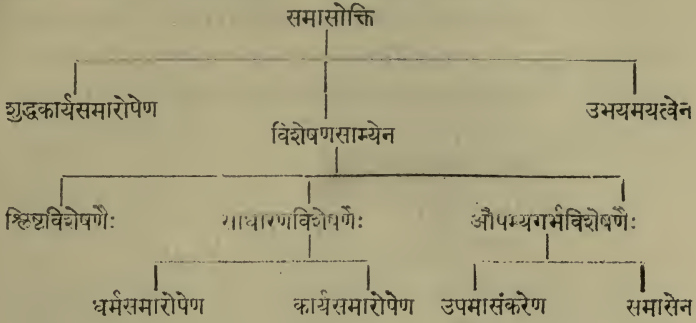 समासोक्ति
शुद्धकार्यसमारोपेण उभयमयत्वेन
विशेषणसाम्येन
श्लिष्टविशेषणैः साधारणविशेषणैः औपम्यगर्भविशेषणैः
धर्मसमारोपेण कार्यसमारोपेण उपमासंकरेण समासेन